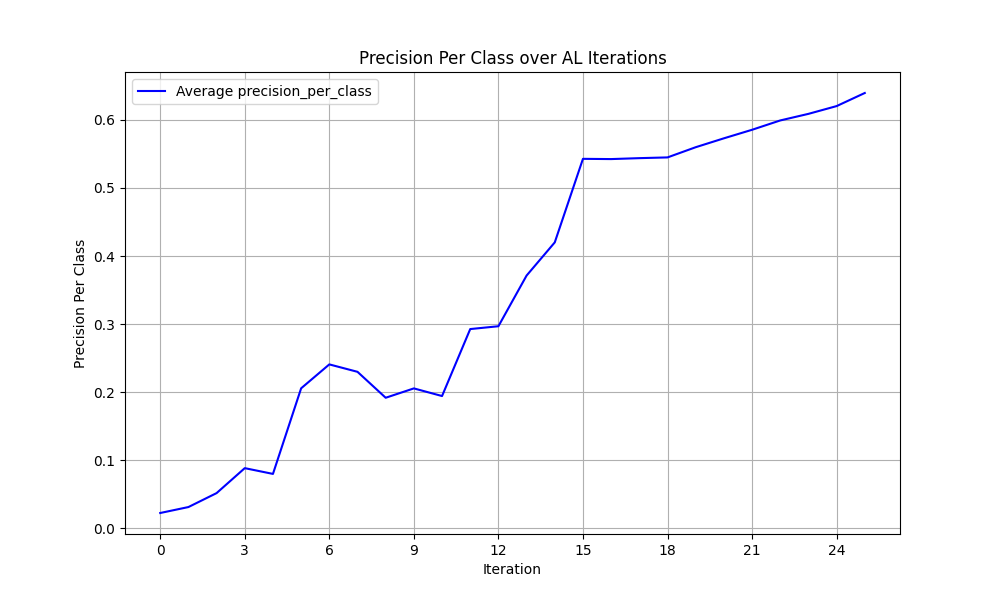 Precision Per Class over AL Iterations
Average precision_per_class
Precision Per Class
0.6
0.5
0.4
0.3
0.2
0.1
0.0
0 3 6 9 12 15 18 21 24
Iteration